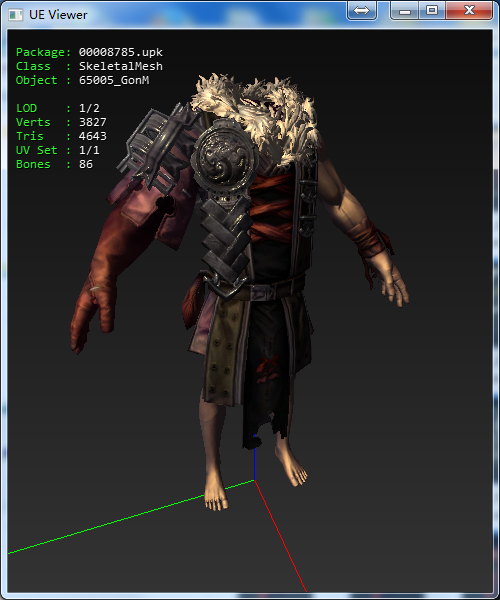 UE Viewer
Package: 00008785.upk
Class : SkeletalMesh
Object : 65005_GonM
LOD : 1/2
Verts : 3827
Tris : 4643
UV Set : 1/1
Bones : 86